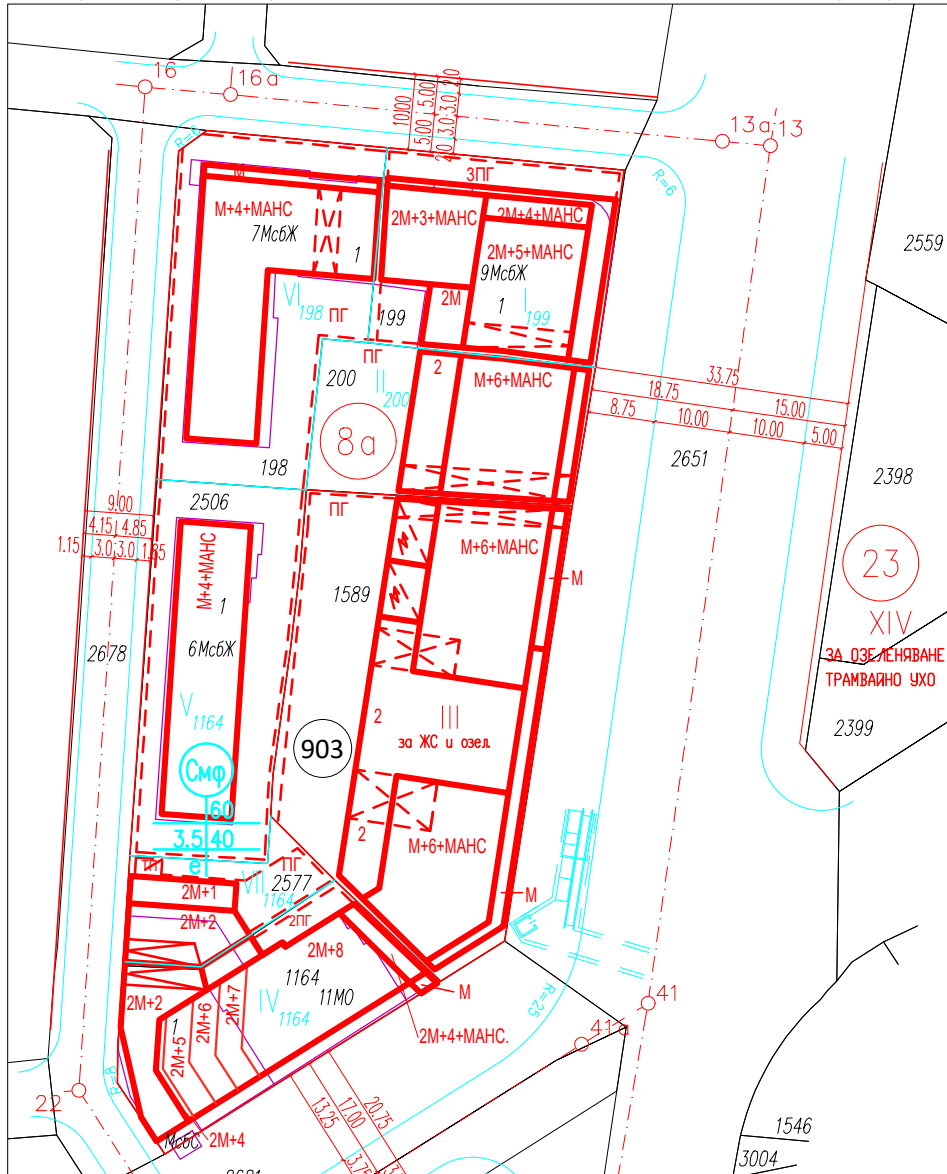 16
16а
13а
13
10.00
5.00 5.00
2.0 3.0 3.0 2.0
R=6
2559
М
3ПГ
М+4+МАНС
7МсбЖ
1
2М+3+МАНС
2М+4+МАНС
2М+5+МАНС
9МсбЖ
1
I
199
2М
VI
198
ПГ
199
ПГ
200
II
200
2
М+6+МАНС
33.75
18.75
15.00
8.75
10.00
10.00
5.00
8а
2651
2398
198
2506
ПГ
9.00
4.15 4.85
1.15 3.0 3.0 1.85
М+4+МАНС
1
6МсбЖ
1589
М+6+МАНС
М
23
XIV
ЗА ОЗЕЛЕНЯВАНЕ
ТРАМВАЙНО УХО
2678
V
1164
2
III
за ЖС и озел.
903
2399
Смф
60
3.5 40
е
2
М+6+МАНС
М
ТП
VII
1164
ПГ
2577
2М+1
2М+2
2ПГ
2М+8
1164
11МО
IV
1164
М
2М+4+МАНС.
2М+2
2М+7
2М+6
2М+5
1
R=25
41
R=8
22
20.75
17.00
13.25
3.75
МсбС
2М+4
1546
3004